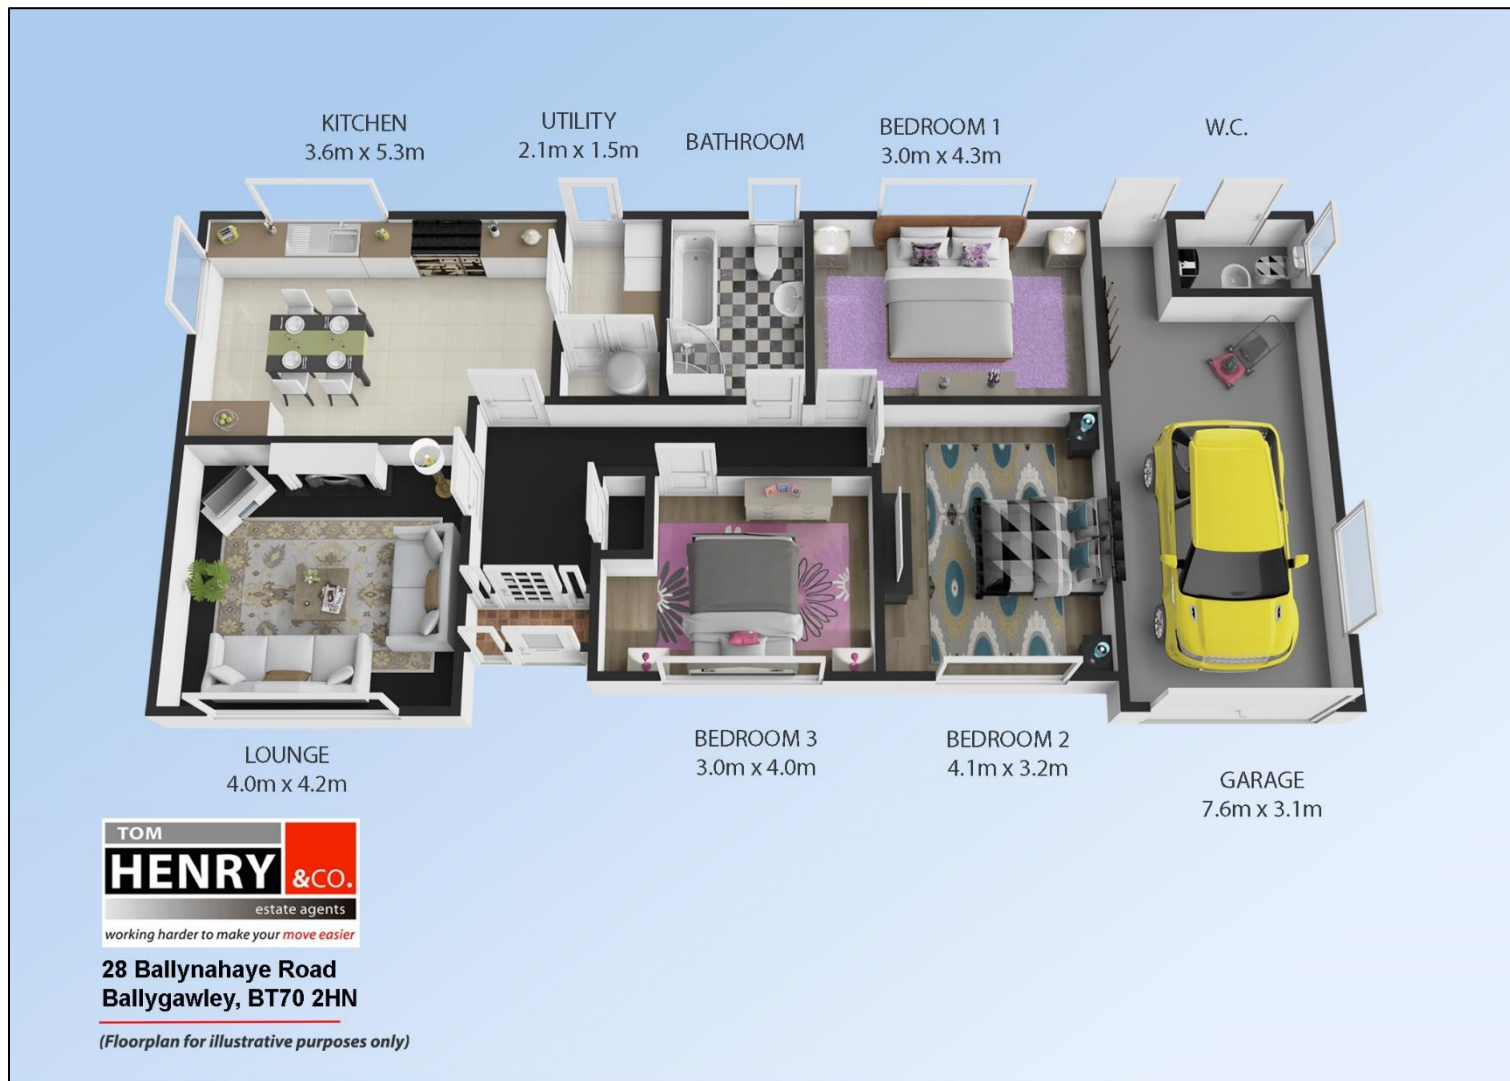 KITCHEN
3.6m x 5.3m
UTILITY
2.1m x 1.5m
BATHROOM
BEDROOM 1
3.0m x 4.3m
W.C.
LOUNGE
4.0m x 4.2m
BEDROOM 3
3.0m x 4.0m
BEDROOM 2
4.1m x 3.2m
GARAGE
7.6m x 3.1m
TOM
HENRY &CO.
estate agents
working harder to make your move easier
28 Ballynahaye Road
Ballygawley, BT70 2HN
(Floorplan for illustrative purposes only)